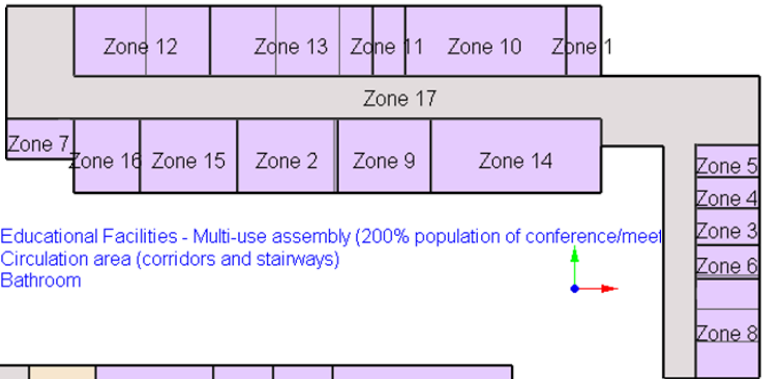 Zone 12
Zone 13
Zone 11
Zone 10
Zone 1
Zone 17
Zone 7
Zone 16
Zone 15
Zone 2
Zone 9
Zone 14
Zone 5
Zone 4
Zone 3
Zone 6
Zone 8
Educational Facilities - Multi-use assembly (200% population of conference/meet
Circulation area (corridors and stairways)
Bathroom